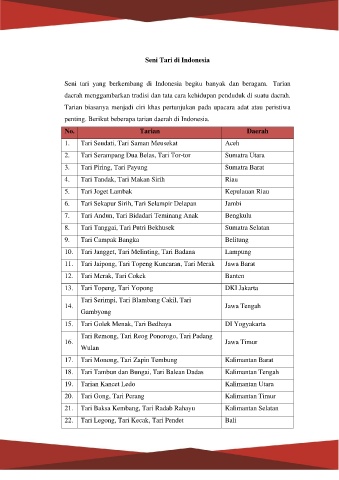 Seni Tari di Indonesia
Seni tari yang berkembang di Indonesia begitu banyak dan beragam. Tarian
daerah menggambarkan tradisi dan tata cara kehidupan penduduk di suatu daerah.
Tarian biasanya menjadi ciri khas pertunjukan pada upacara adat atau peristiwa
penting. Berikut beberapa tarian daerah di Indonesia.
No. Tarian Daerah
1. Tari Seudati, Tari Saman Meusekat Aceh
2. Tari Serampang Dua Belas, Tari Tor-tor Sumatra Utara
3. Tari Piring, Tari Payung Sumatra Barat
4. Tari Tandak, Tari Makan Sirih Riau
5. Tari Joget Lambak Kepulauan Riau
6. Tari Sekapur Sirih, Tari Selampir Delapan Jambi
7. Tari Andun, Tari Bidadari Teminang Anak Bengkulu
8. Tari Tanggai, Tari Putri Bekhusek Sumatra Selatan
9. Tari Campak Bangka Belitung
10. Tari Jangget, Tari Melinting, Tari Badana Lampung
11. Tari Jaipong, Tari Topeng Kuncaran, Tari Merak Jawa Barat
12. Tari Merak, Tari Cokek Banten
13. Tari Topeng, Tari Yopong DKI Jakarta
14. Tari Serimpi, Tari Blambang Cakil, Tari
Gambyong Jawa Tengah
15. Tari Golek Menak, Tari Bedhaya DI Yogyakarta
16. Tari Remong, Tari Reog Ponorogo, Tari Padang
Wulan Jawa Timur
17. Tari Monong, Tari Zapin Tembung Kalimantan Barat
18. Tari Tambun dan Bungai, Tari Balean Dadas Kalimantan Tengah
19. Tarian Kancet Ledo Kalimantan Utara
20. Tari Gong, Tari Perang Kalimantan Timur
21. Tari Baksa Kembang, Tari Radab Rahayu Kalimantan Selatan
22. Tari Legong, Tari Kecak, Tari Pendet Bali